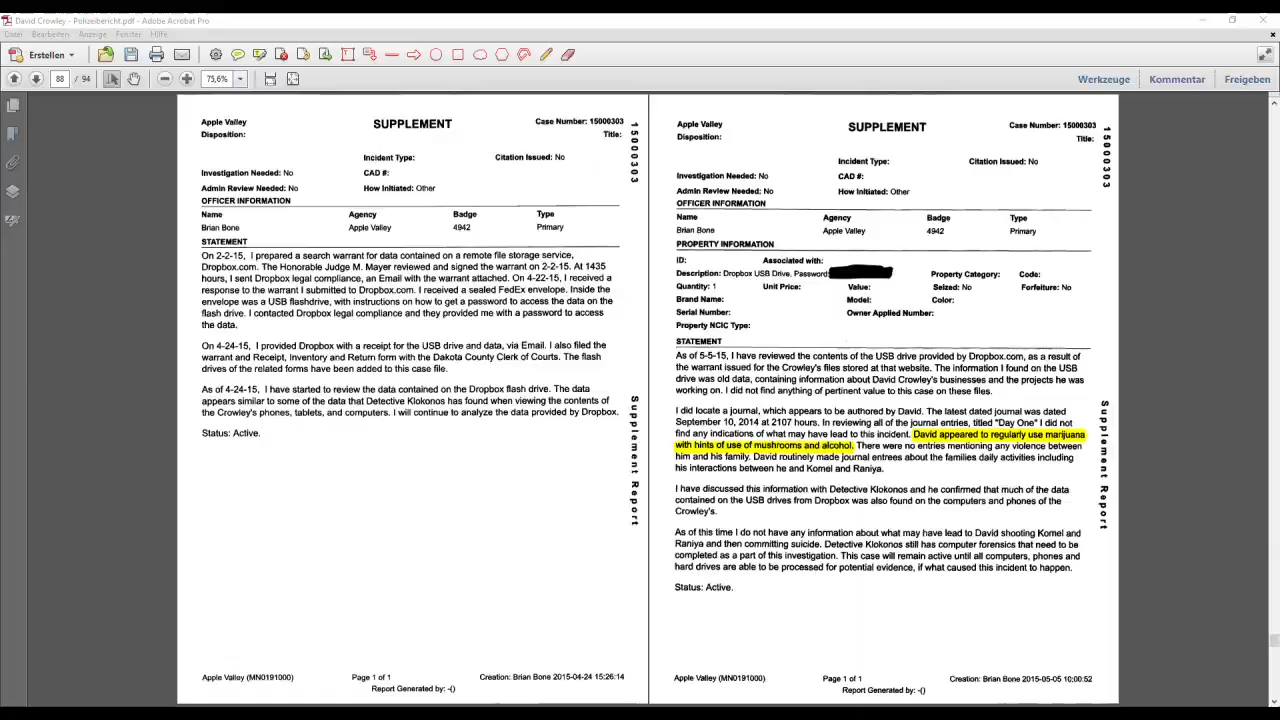 David Crowley - Polizeibericht.pdf - Adobe Acrobat Pro
Datei Bearbeiten Anzeige Fenster Hilfe
Erstellen
88 / 94 75,6% Werkzeuge Kommentar Freigeben
Apple Valley SUPPLEMENT Case Number: 15000303
Disposition: Title:
Incident Type: Citation Issued: No
Investigation Needed: No CAD #:
Admin Review Needed: No How Initiated: Other
OFFICER INFORMATION
Name Agency Badge Type
Brian Bone Apple Valley 4942 Primary
STATEMENT
On 2-2-15, I prepared a search warrant for data contained on a remote file storage service,
Dropbox.com. The Honorable Judge M. Mayer reviewed and signed the warrant on 2-2-15. At 1435
hours, I sent Dropbox legal compliance, an Email with the warrant attached. On 4-22-15, I received a
response to the warrant I submitted to Dropbox.com. I received a sealed FedEx envelope. Inside the
envelope was a USB flashdrive, with instructions on how to get a password to access the data on the
flash drive. I contacted Dropbox legal compliance and they provided me with a password to access
the data.
On 4-24-15, I provided Dropbox with a receipt for the USB drive and data, via Email. I also filed the
warrant and Receipt, Inventory and Return form with the Dakota County Clerk of Courts. The flash
drives of the related forms have been added to this case file.
As of 4-24-15, I have started to review the data contained on the Dropbox flash drive. The data
appears similar to some of the data that Detective Klokonos has found when viewing the contents of
the Crowley's phones, tablets, and computers. I will continue to analyze the data provided by Dropbox.
Status: Active.
15000303
Supplement Report
Apple Valley (MN0191000) Page 1 of 1 Creation: Brian Bone 2015-04-24 15:26:14
Report Generated by: -()
Apple Valley SUPPLEMENT Case Number: 15000303
Disposition: Title:
Incident Type: Citation Issued: No
Investigation Needed: No CAD #:
Admin Review Needed: No How Initiated: Other
OFFICER INFORMATION
Name Agency Badge Type
Brian Bone Apple Valley 4942 Primary
PROPERTY INFORMATION
ID: Associated with:
Description: Dropbox USB Drive, Password: Property Category: Code:
Quantity: 1 Unit Price: Value: Seized: No Forfeiture: No
Brand Name: Model: Color:
Serial Number: Owner Applied Number:
Property NCIC Type:
STATEMENT
As of 5-5-15, I have reviewed the contents of the USB drive provided by Dropbox.com, as a result of
the warrant issued for the Crowley's files stored at that website. The information I found on the USB
drive was old data, containing information about David Crowley's businesses and the projects he was
working on. I did not find anything of pertinent value to this case on these files.
I did locate a journal, which appears to be authored by David. The latest dated journal was dated
September 10, 2014 at 2107 hours. In reviewing all of the journal entries, titled "Day One" I did not
find any indications of what may have lead to this incident. David appeared to regularly use marijuana
with hints of use of mushrooms and alcohol. There were no entries mentioning any violence between
him and his family. David routinely made journal entrees about the families daily activities including
his interactions between he and Komel and Raniya.
I have discussed this information with Detective Klokonos and he confirmed that much of the data
contained on the USB drives from Dropbox was also found on the computers and phones of the
Crowley's.
As of this time I do not have any information about what may have lead to David shooting Komel and
Raniya and then committing suicide. Detective Klokonos still has computer forensics that need to be
completed as a part of this investigation. This case will remain active until all computers, phones and
hard drives are able to be processed for potential evidence, if what caused this incident to happen.
Status: Active.
15000303
Supplement Report
Apple Valley (MN0191000) Page 1 of 1 Creation: Brian Bone 2015-05-05 10:00:52
Report Generated by: -()